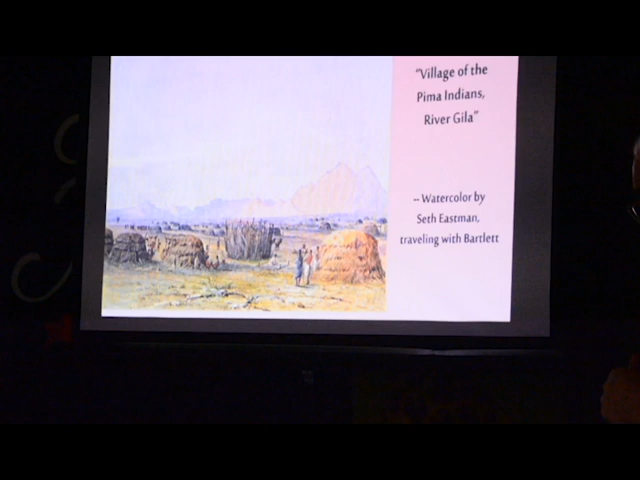 “Village of the
Pima Indians,
River Gila”
-- Watercolor by
Seth Eastman,
traveling with Bartlett